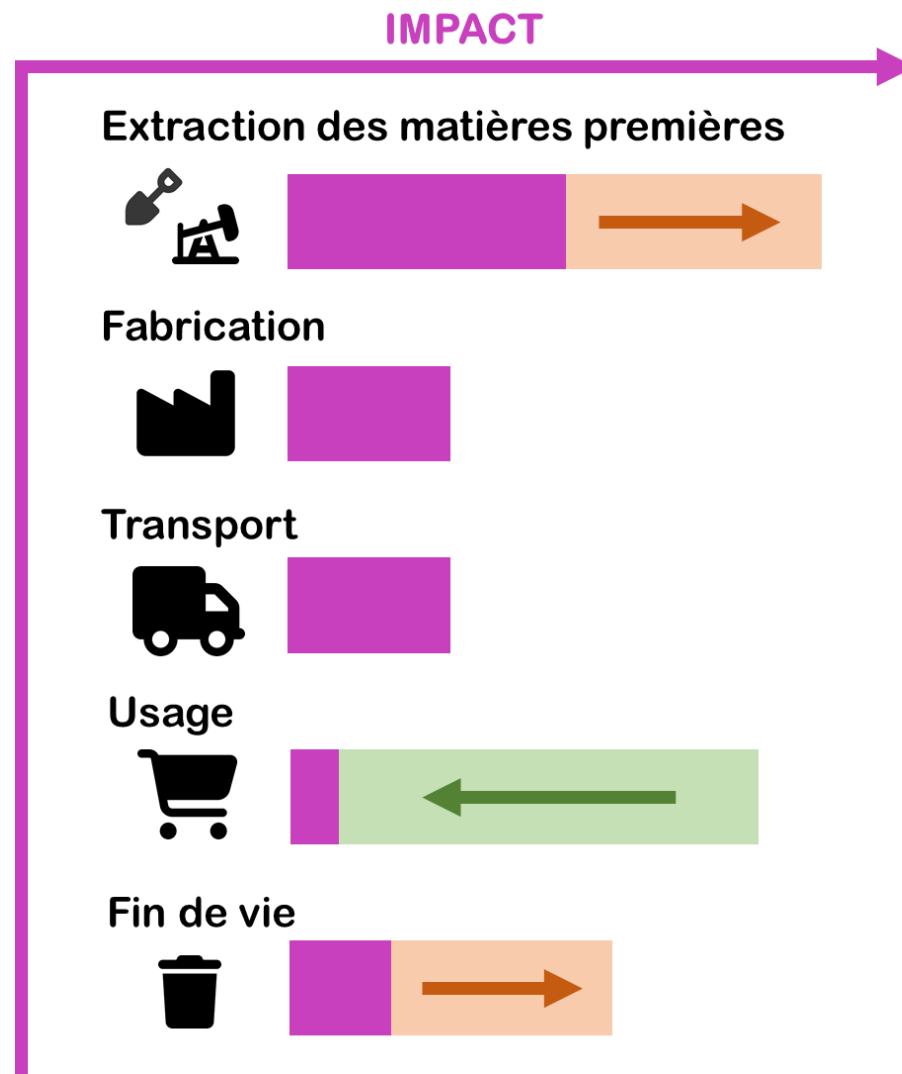 IMPACT
Extraction des matières premières
Fabrication
Transport
Usage
Fin de vie